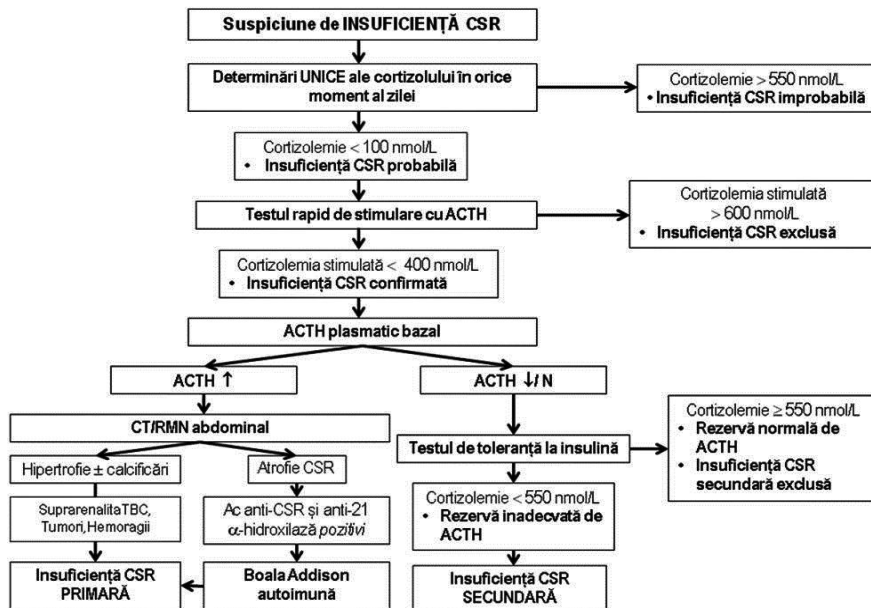 Suspiciune de INSUFICIENȚĂ CSR
Determinări UNICE ale cortizolului în orice
moment al zilei
Cortizolemie > 550 nmol/L
• Insuficiență CSR improbabilă
Cortizolemie < 100 nmol/L
• Insuficiență CSR probabilă
Testul rapid de stimulare cu ACTH
Cortizolemia stimulată
> 600 nmol/L
• Insuficiență CSR exclusă
Cortizolemia stimulată < 400 nmol/L
• Insuficiență CSR confirmată
ACTH plasmatic bazal
ACTH ↑
ACTH ↓/ N
CT/RMN abdominal
Cortizolemie ≥ 550 nmol/L
• Rezervă normală de
ACTH
• Insuficiență CSR
secundară exclusă
Testul de toleranță la insulină
Hipertrofie ± calcificări
Atrofie CSR
Suprarenalita TBC,
Tumori, Hemoragii
Ac anti-CSR și anti-21
α-hidroxilază pozitivi
Cortizolemie < 550 nmol/L
• Rezervă inadecvată de
ACTH
Insuficiență CSR
PRIMARĂ
Boala Addison
autoimună
Insuficiență CSR
SECUNDARĂ